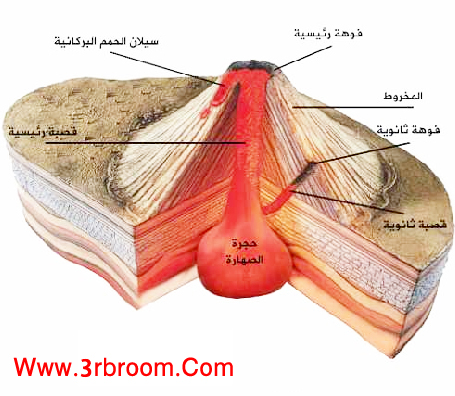 فوهة رئيسية
سيلان الحمم البركانية
المخروط
فوهة ثانوية
قصبة رئيسية
قصبة ثانوية
حجرة
الصهارة
Www.3rbroom.Com